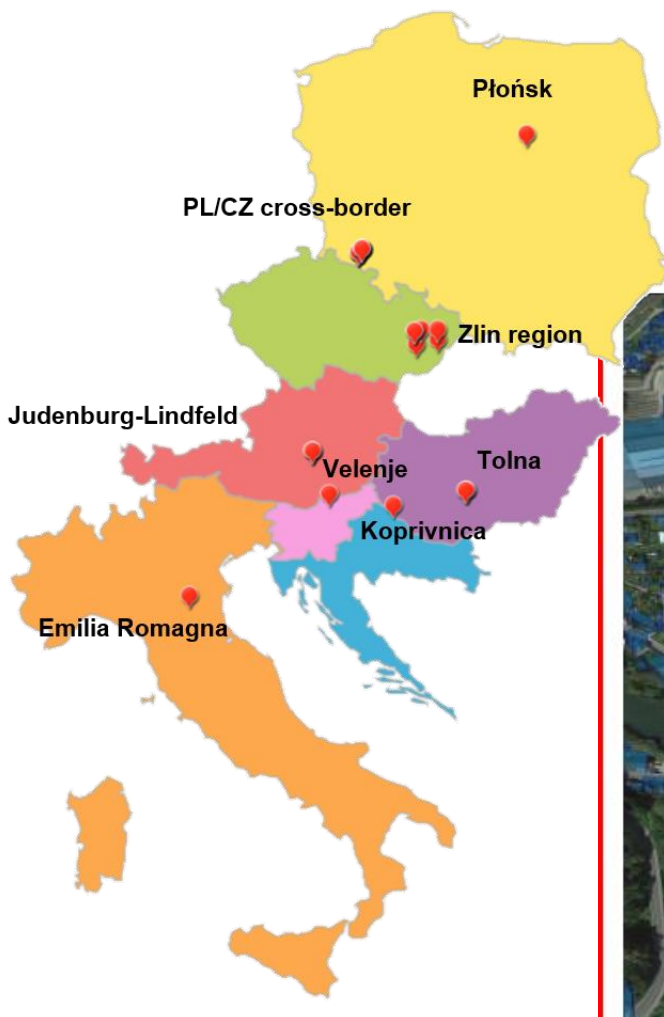 Płońsk
PL/CZ cross-border
Zlin region
Judenburg-Lindfeld
Velenje
Tolna
Koprivnica
Emilia Romagna